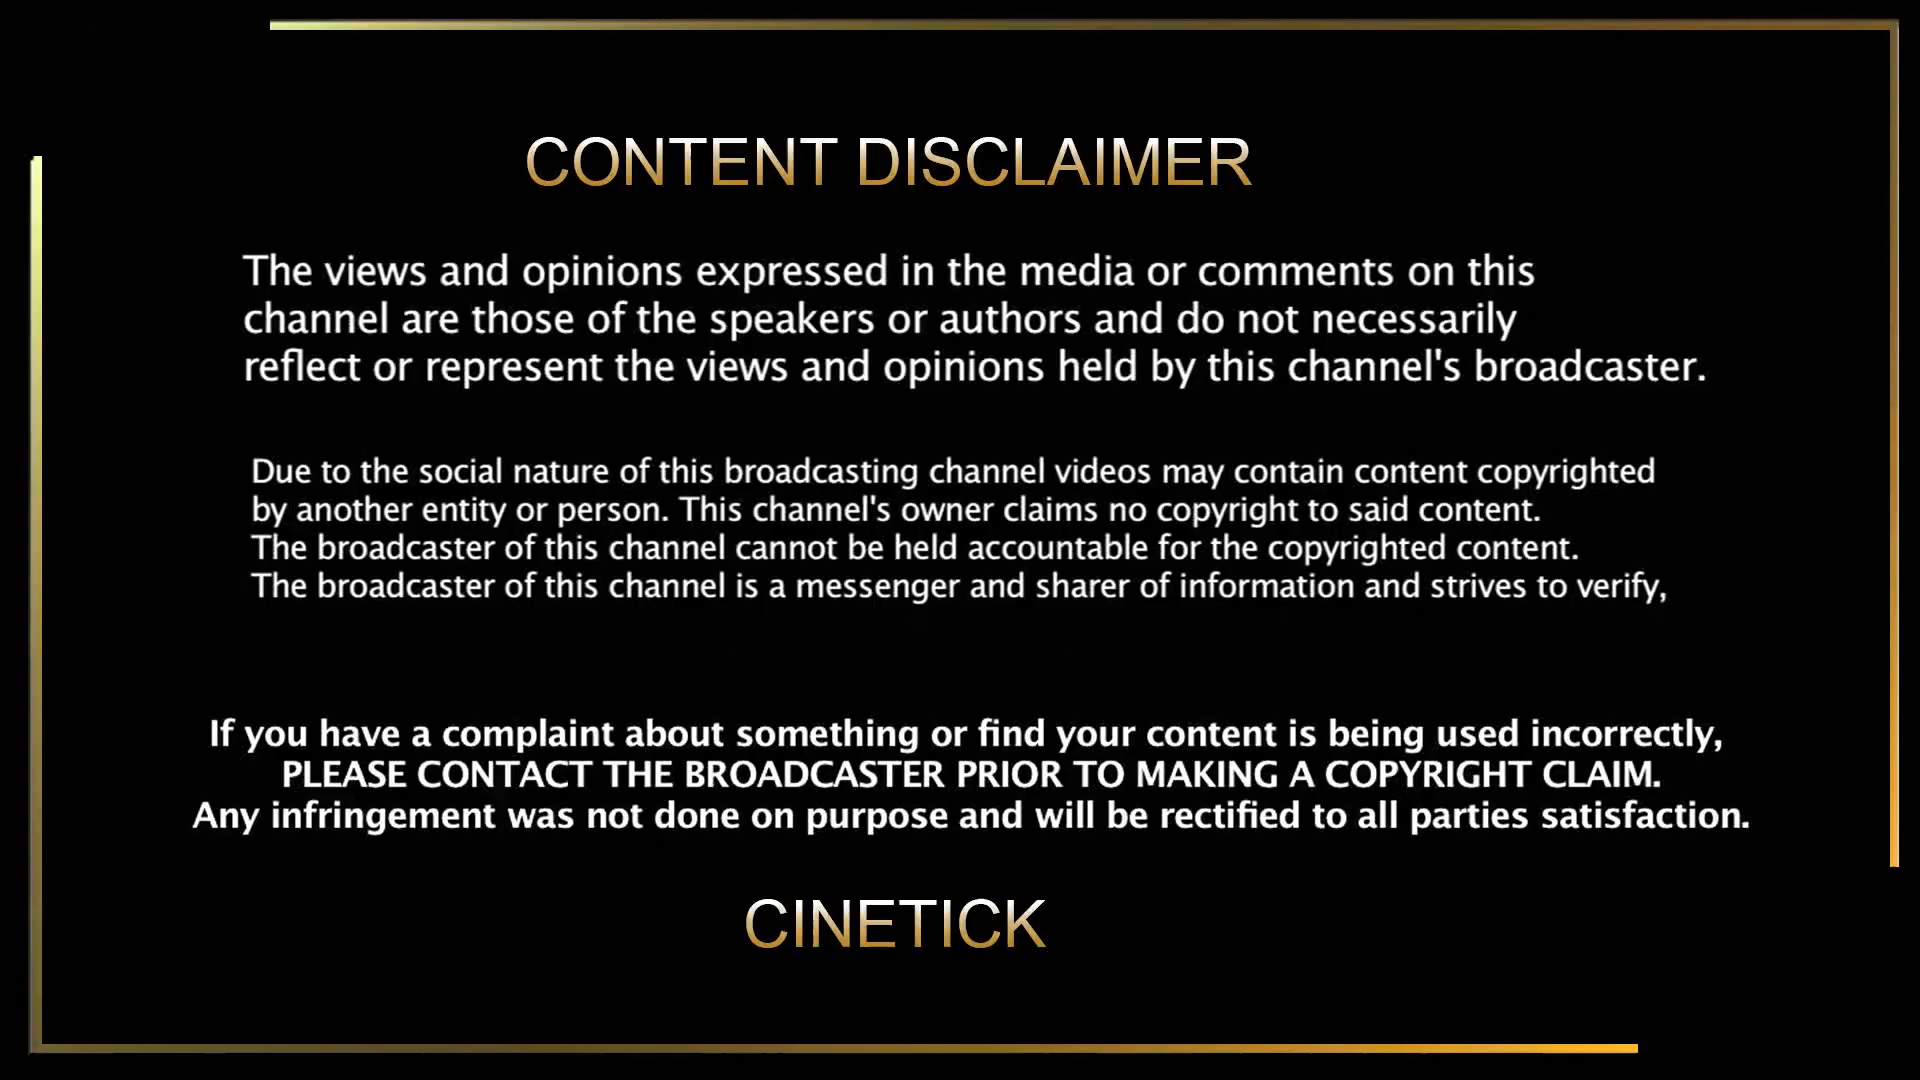 CONTENT DISCLAIMER
The views and opinions expressed in the media or comments on this
channel are those of the speakers or authors and do not necessarily
reflect or represent the views and opinions held by this channel's broadcaster.
Due to the social nature of this broadcasting channel videos may contain content copyrighted
by another entity or person. This channel's owner claims no copyright to said content.
The broadcaster of this channel cannot be held accountable for the copyrighted content.
The broadcaster of this channel is a messenger and sharer of information and strives to verify,
If you have a complaint about something or find your content is being used incorrectly,
PLEASE CONTACT THE BROADCASTER PRIOR TO MAKING A COPYRIGHT CLAIM.
Any infringement was not done on purpose and will be rectified to all parties satisfaction.
CINETICK